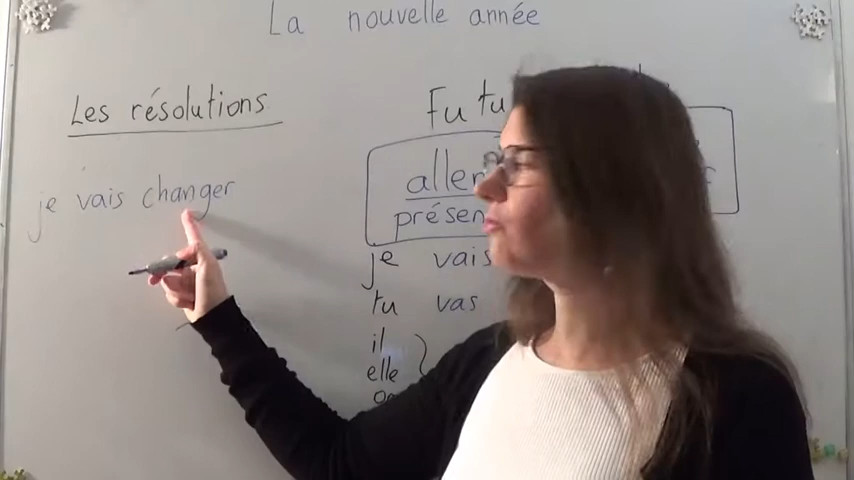 La nouvelle année
Les résolutions
je vais changer
Futu
aller
présen
je vais
tu vas
il
elle